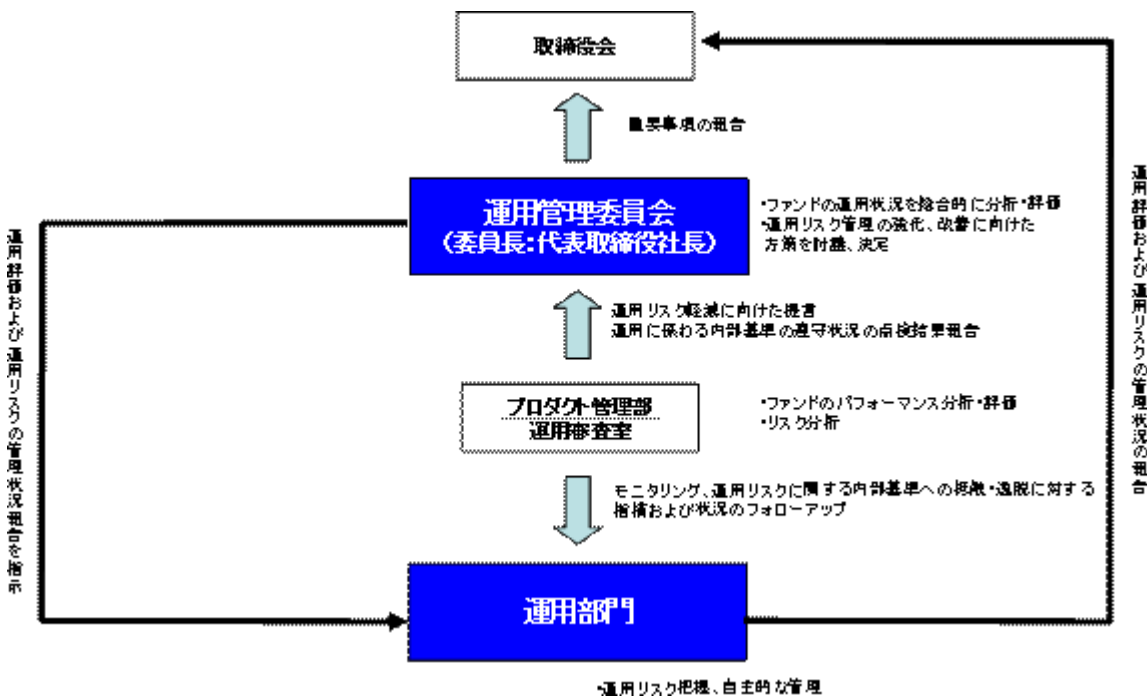 取締役会
重要事項の報告
運用管理委員会
（委員長：代表取締役社長）
・ファンドの運用状況を総合的に分析・評価
・運用リスク管理の強化、改善に向けた
方策を討議、決定
運用リスク軽減に向けた提言
運用に係わる内部基準の遵守状況の点検結果報告
プロダクト管理部
運用審査室
・ファンドのパフォーマンス分析・評価
・リスク分析
モニタリング、運用リスクに関する内部基準への抵触・逸脱に対する
指摘および状況のフォローアップ
運用部門
・運用リスク把握、自主的な管理
運用評価および運用リスクの管理状況報告を指示
運用評価および運用リスクの管理状況の報告